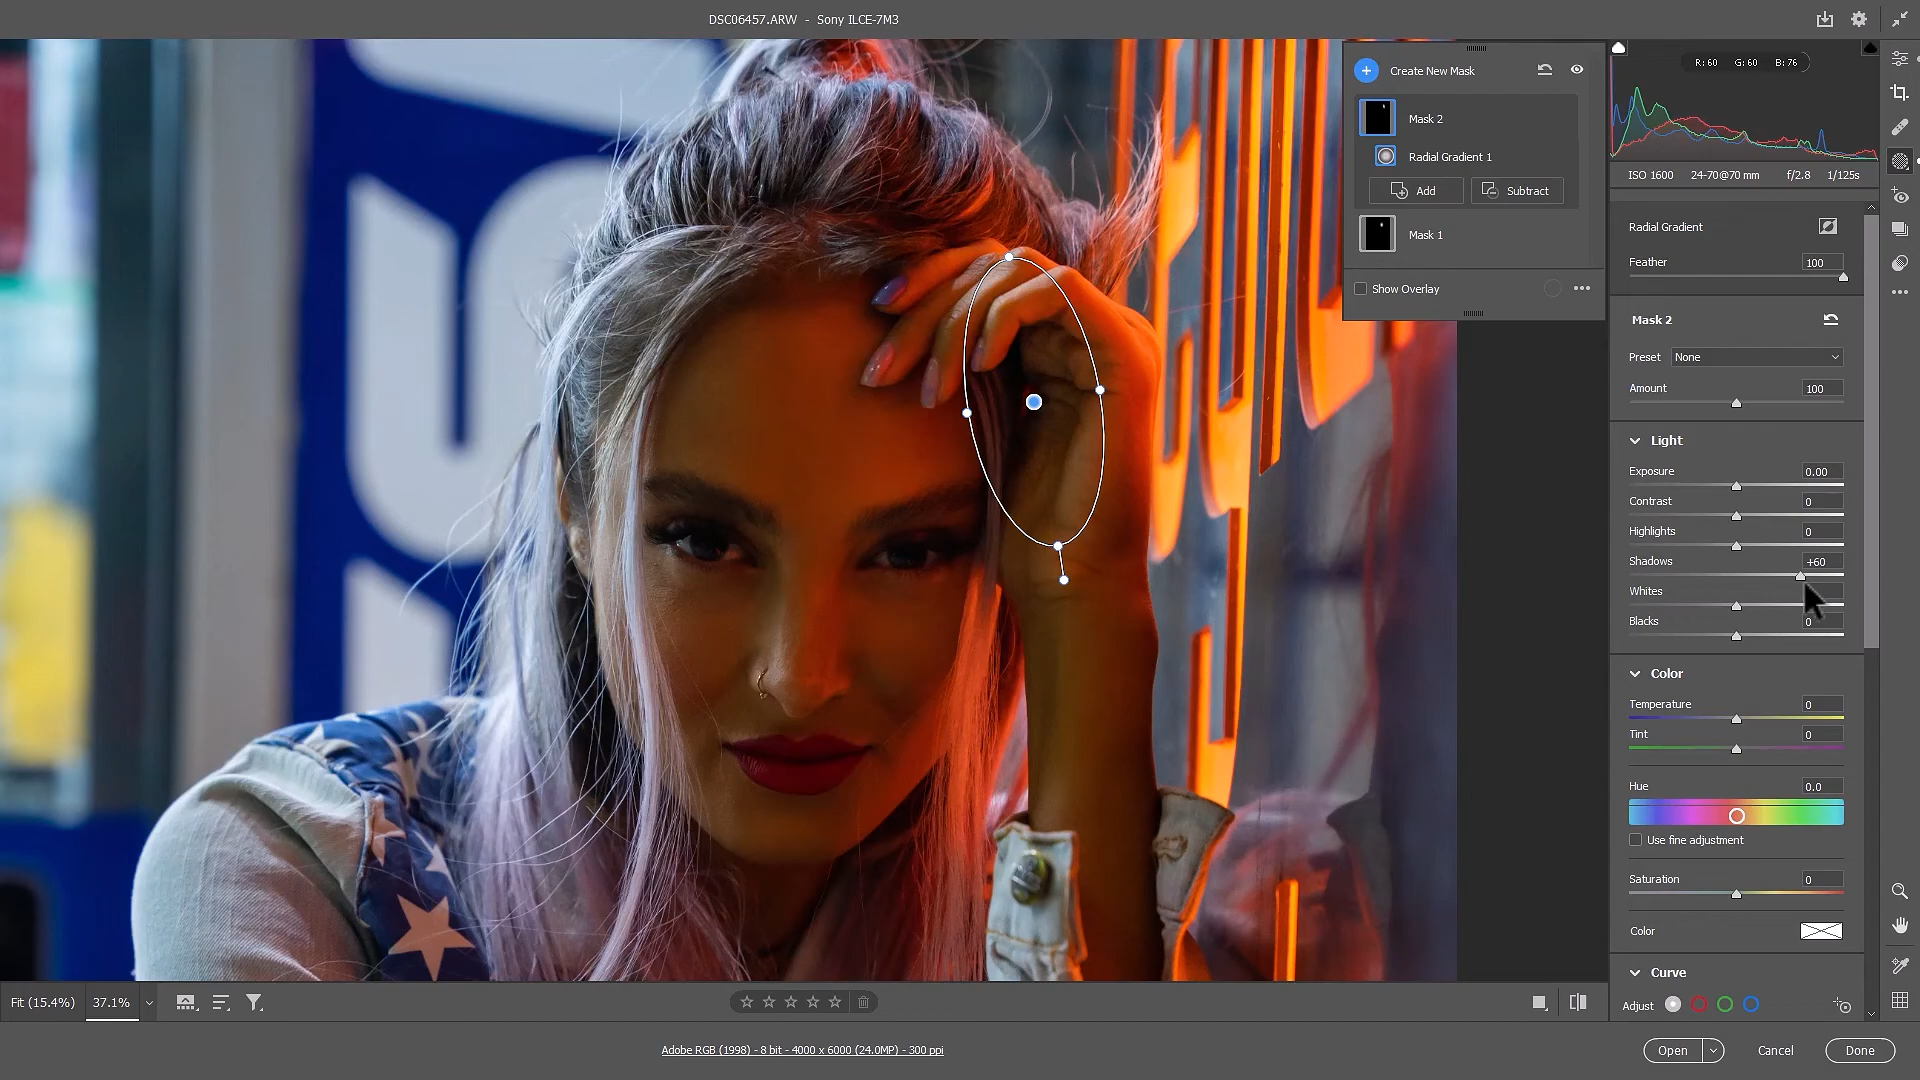 DSC06457.ARW - Sony ILCE-7M3
Create New Mask
Mask 2
Radial Gradient 1
Add
Subtract
Mask 1
Show Overlay
R: 60 G: 60 B: 76
ISO 1600 24-70@70 mm f/2.8 1/125s
Radial Gradient
Feather 100
Mask 2
Preset None
Amount 100
Light
Exposure 0.00
Contrast 0
Highlights 0
Shadows +60
Whites
Blacks 0
Color
Temperature 0
Tint 0
Hue 0.0
Use fine adjustment
Saturation 0
Color
Curve
Adjust
Fit (15.4%) 37.1%
Adobe RGB (1998) - 8 bit - 4000 x 6000 (24.0MP) - 300 ppi
Open
Cancel
Done